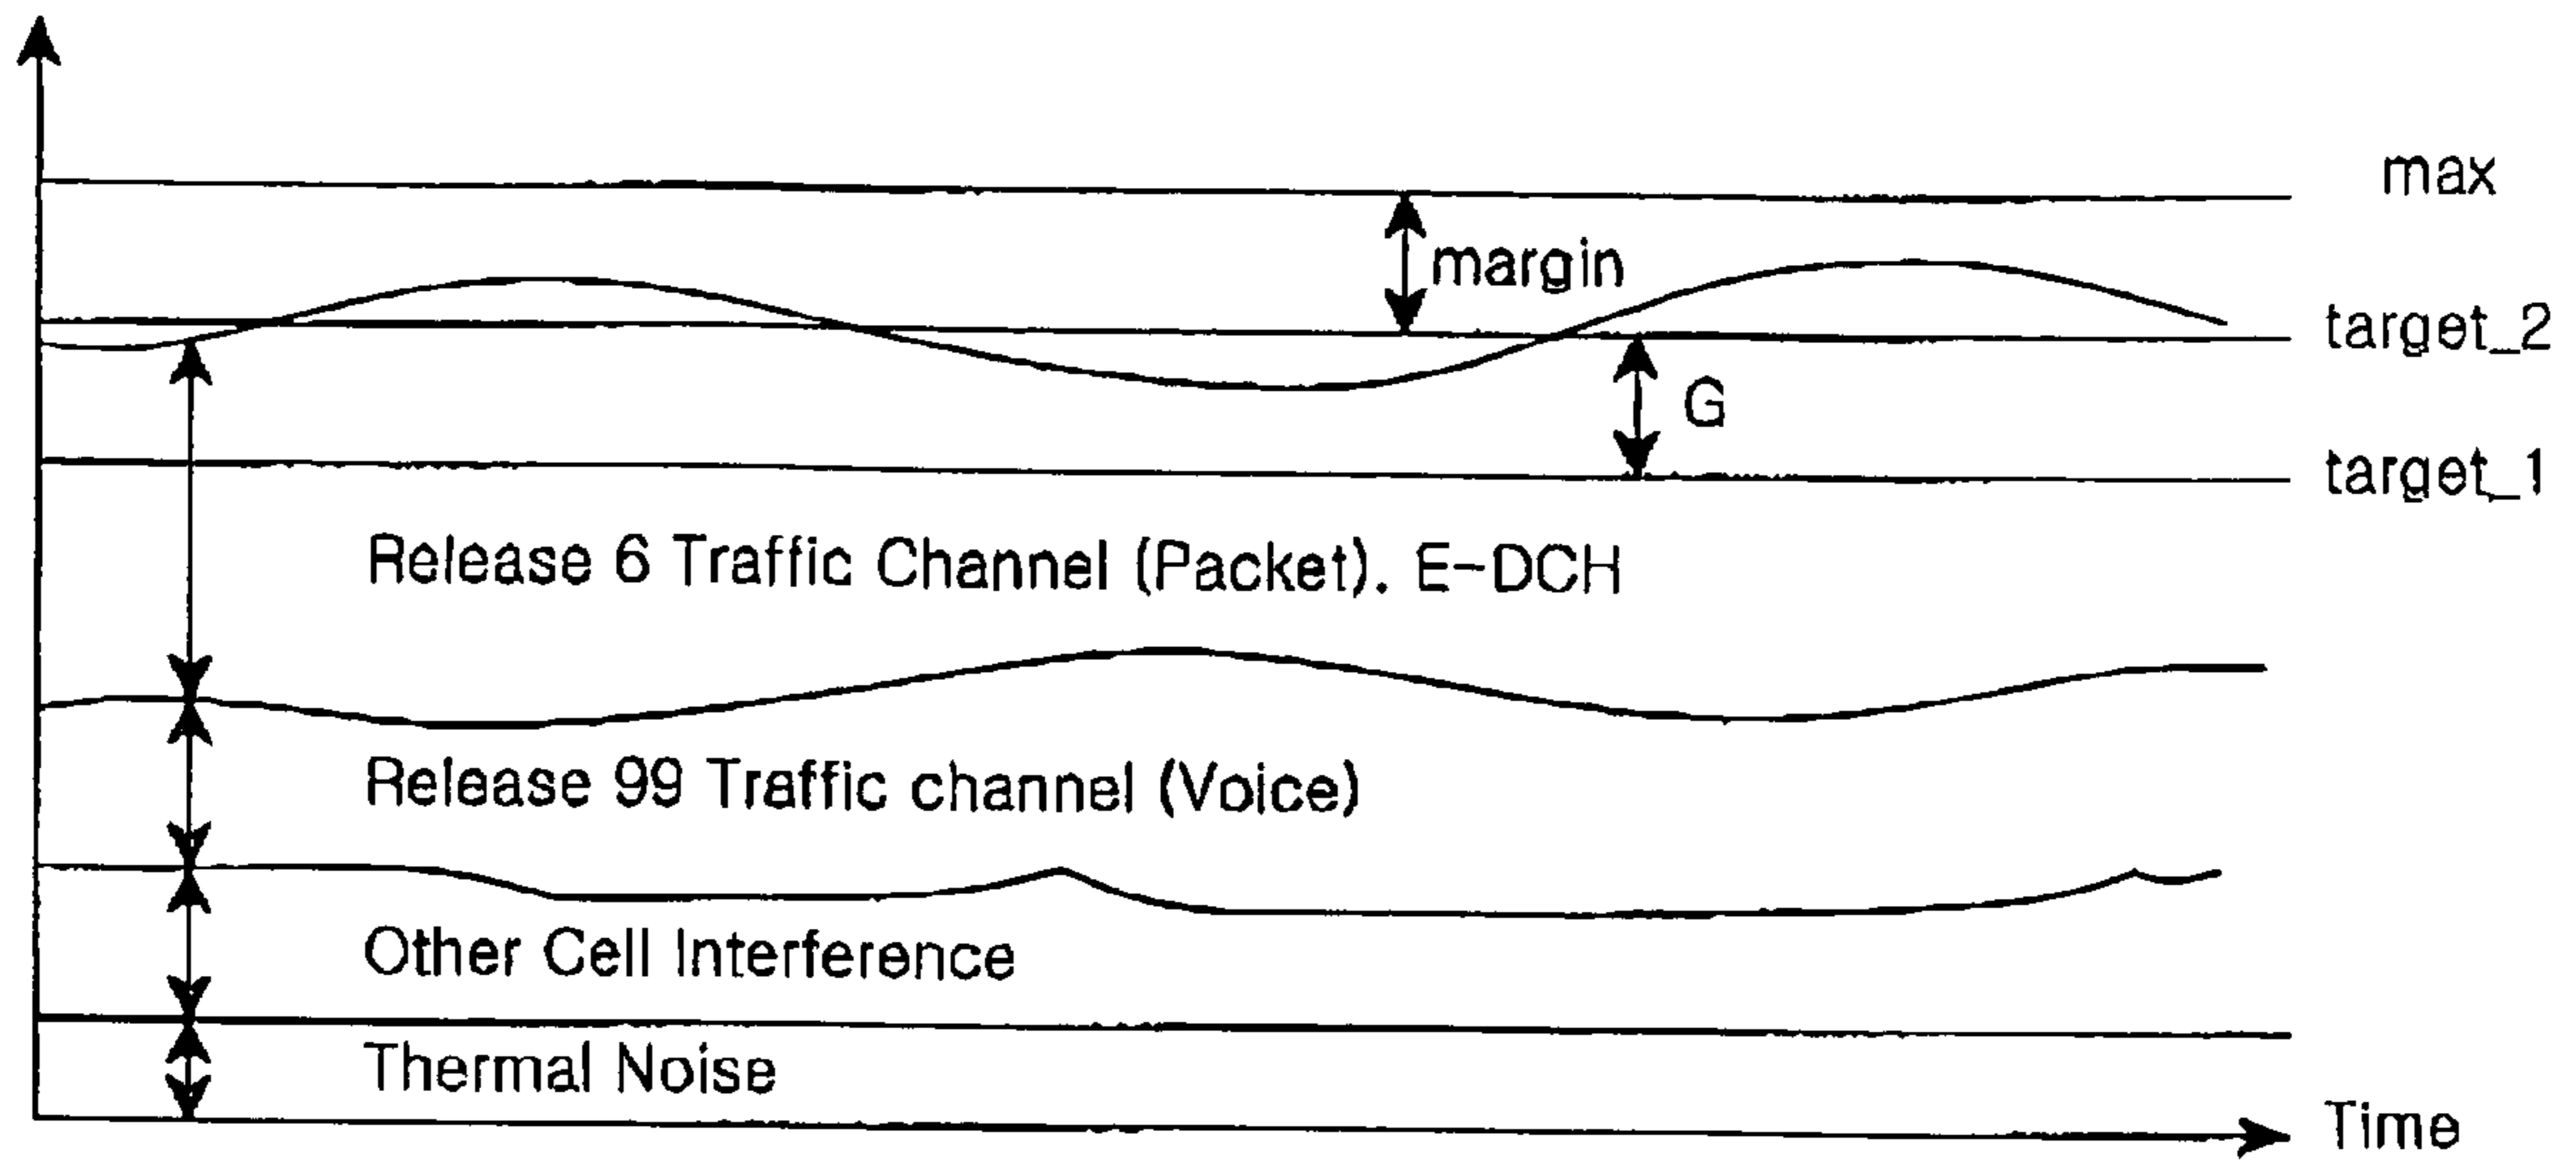 max
margin
target_2
G
target_1
Release 6 Traffic Channel (Packet). E-DCH
Release 99 Traffic channel (Voice)
Other Cell Interference
Thermal Noise
Time